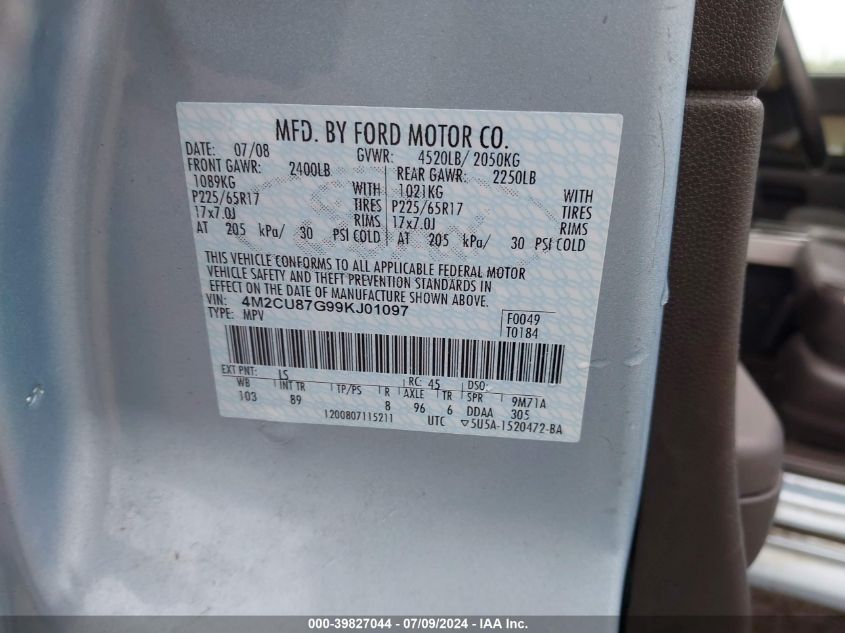 MFD. BY FORD MOTOR CO.
DATE: 07/08 GVWR: 4520LB/ 2050KG
FRONT GAWR: 2400LB REAR GAWR: 2250LB
1089KG WITH 1021KG WITH
P225/65R17 TIRES P225/65R17 TIRES
17x7.0J RIMS 17x7.0J RIMS
AT 205 kPa/ 30 PSI COLD AT 205 kPa/ 30 PSI COLD
THIS VEHICLE CONFORMS TO ALL APPLICABLE FEDERAL MOTOR
VEHICLE SAFETY AND THEFT PREVENTION STANDARDS IN
EFFECT ON THE DATE OF MANUFACTURE SHOWN ABOVE.
VIN: 4M2CU87G99KJ01097 F0049
TYPE: MPV T0184
EXT PNT: LS RC: 45 DSO:
WB INT TR TP/PS R AXLE TR SPR 9M71A
103 89 8 96 6 DDAA 305
1200807115211 UTC ▽5U5A-1520472-BA
000-39827044 / 07/09/2024 - IAA Inc.